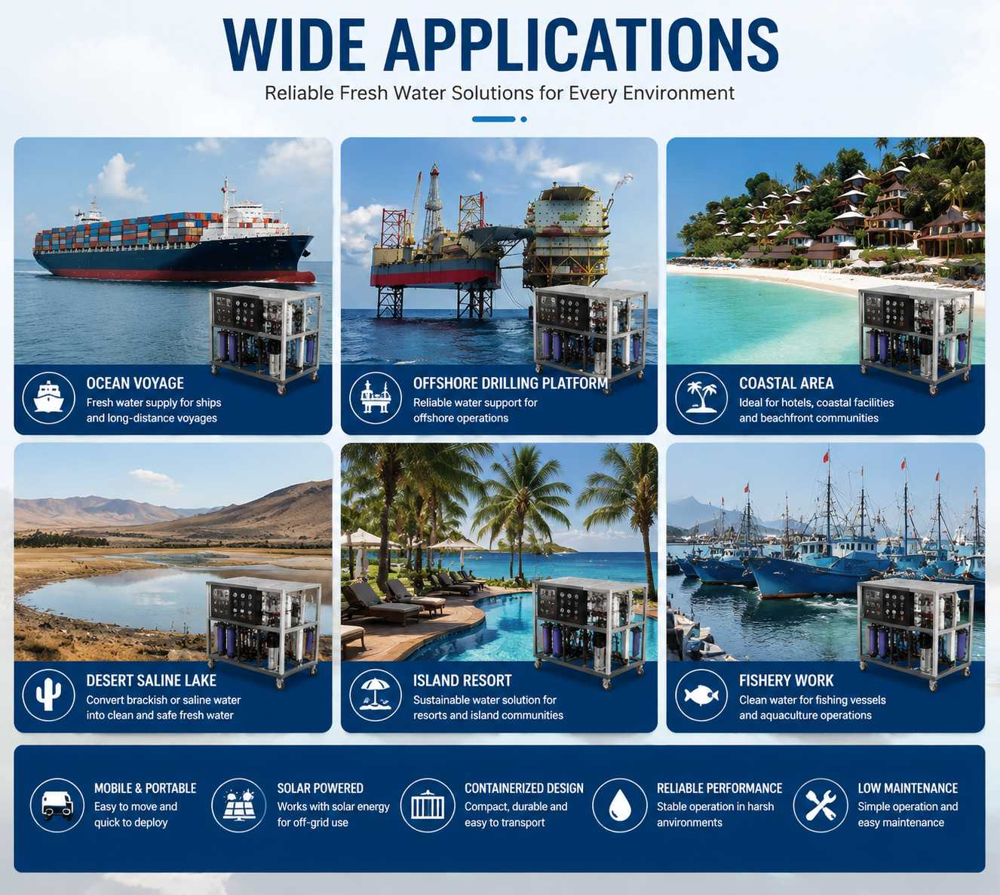 WIDE APPLICATIONS
Reliable Fresh Water Solutions for Every Environment
OCEAN VOYAGE
Fresh water supply for ships
and long-distance voyages
OFFSHORE DRILLING PLATFORM
Reliable water support for
offshore operations
COASTAL AREA
Ideal for hotels, coastal facilities
and beachfront communities
DESERT SALINE LAKE
Convert brackish or saline water
into clean and safe fresh water
ISLAND RESORT
Sustainable water solution for
resorts and island communities
FISHERY WORK
Clean water for fishing vessels
and aquaculture operations
MOBILE & PORTABLE
Easy to move and
quick to deploy
SOLAR POWERED
Works with solar energy
for off-grid use
CONTAINERIZED DESIGN
Compact, durable and
easy to transport
RELIABLE PERFORMANCE
Stable operation in harsh
anvironments
LOW MAINTENANCE
Simple operation and
easy maintenance